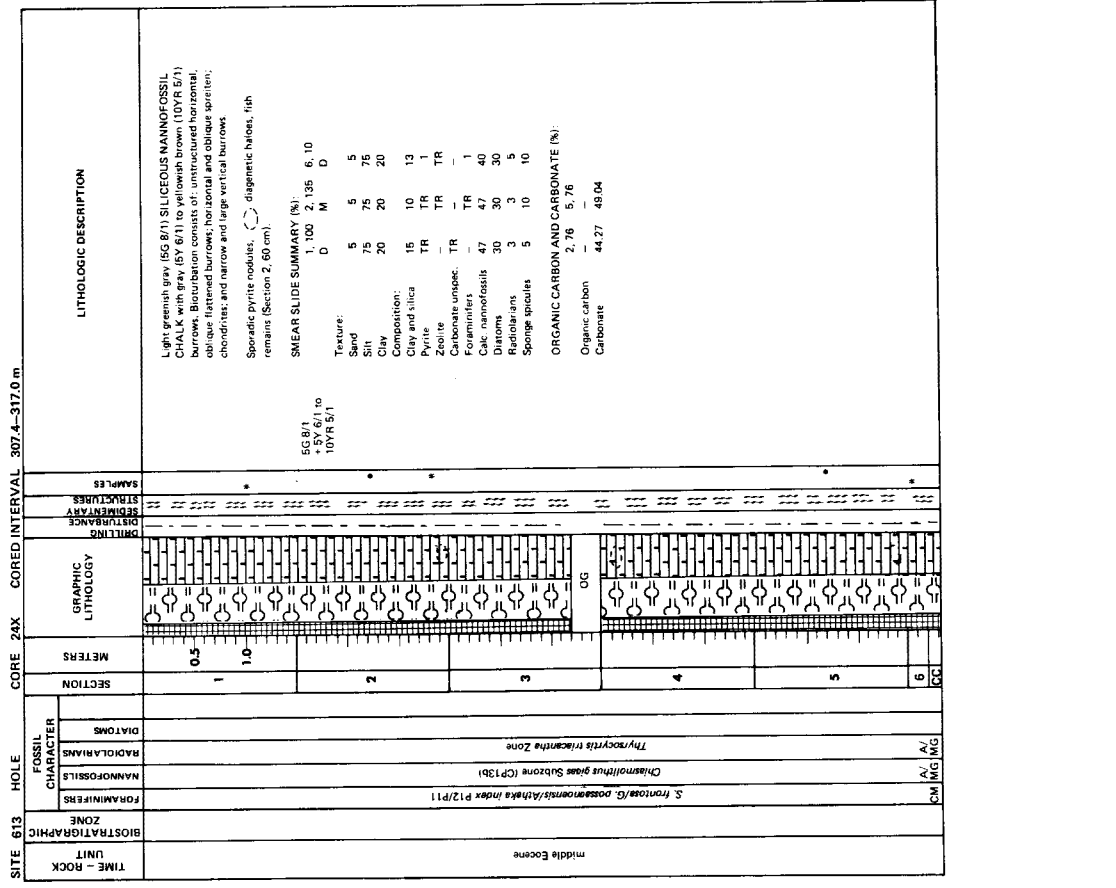 SITE 613 HOLE CORE 24X CORED INTERVAL 307.4—317.0 m
TIME – ROCK
UNIT
BIOSTRATIGRAPHIC
ZONE
FOSSIL
CHARACTER
FORAMINIFERS
NANNOFOSSILS
RADIOLARIANS
DIATOMS
SECTION
METERS
GRAPHIC
LITHOLOGY
DRILLING
DISTURBANCE
SEDIMENTARY
STRUCTURES
SAMPLES
LITHOLOGIC DESCRIPTION
middle Eocene
S. frontosa/G. possagnoensis/Athaka index P12/P11
Chiasmolithus gigas Subzone (CP13b)
Thyrsocyrtis triacantha Zone
CM
A/
MG
A/
MG
1
2
3
4
5
6
CC
0.5
1.0
OG
5G 8/1
+ 5Y 6/1 to
10YR 5/1
Light greenish gray (5G 8/1) SILICEOUS NANNOFOSSIL
CHALK with gray (5Y 6/1) to yellowish brown (10YR 5/1)
burrows. Bioturbation consists of: unstructured horizontal,
oblique flattened burrows; horizontal and oblique spreiten;
chondrites; and narrow and large vertical burrows.
Sporadic pyrite nodules, diagenetic haloes, fish
remains (Section 2, 60 cm).
SMEAR SLIDE SUMMARY (%):
1, 100 2, 135 6, 10
D M D
Texture:
Sand 5 5 5
Silt 75 75 75
Clay 20 20 20
Composition:
Clay and silica 15 10 13
Pyrite TR TR 1
Zeolite – TR TR
Carbonate unspec. TR – –
Foraminifers – TR 1
Calc. nannofossils 47 47 40
Diatoms 30 30 30
Radiolarians 3 3 5
Sponge spicules 5 10 10
ORGANIC CARBON AND CARBONATE (%):
2, 76 5, 76
Organic carbon – –
Carbonate 44.27 49.04